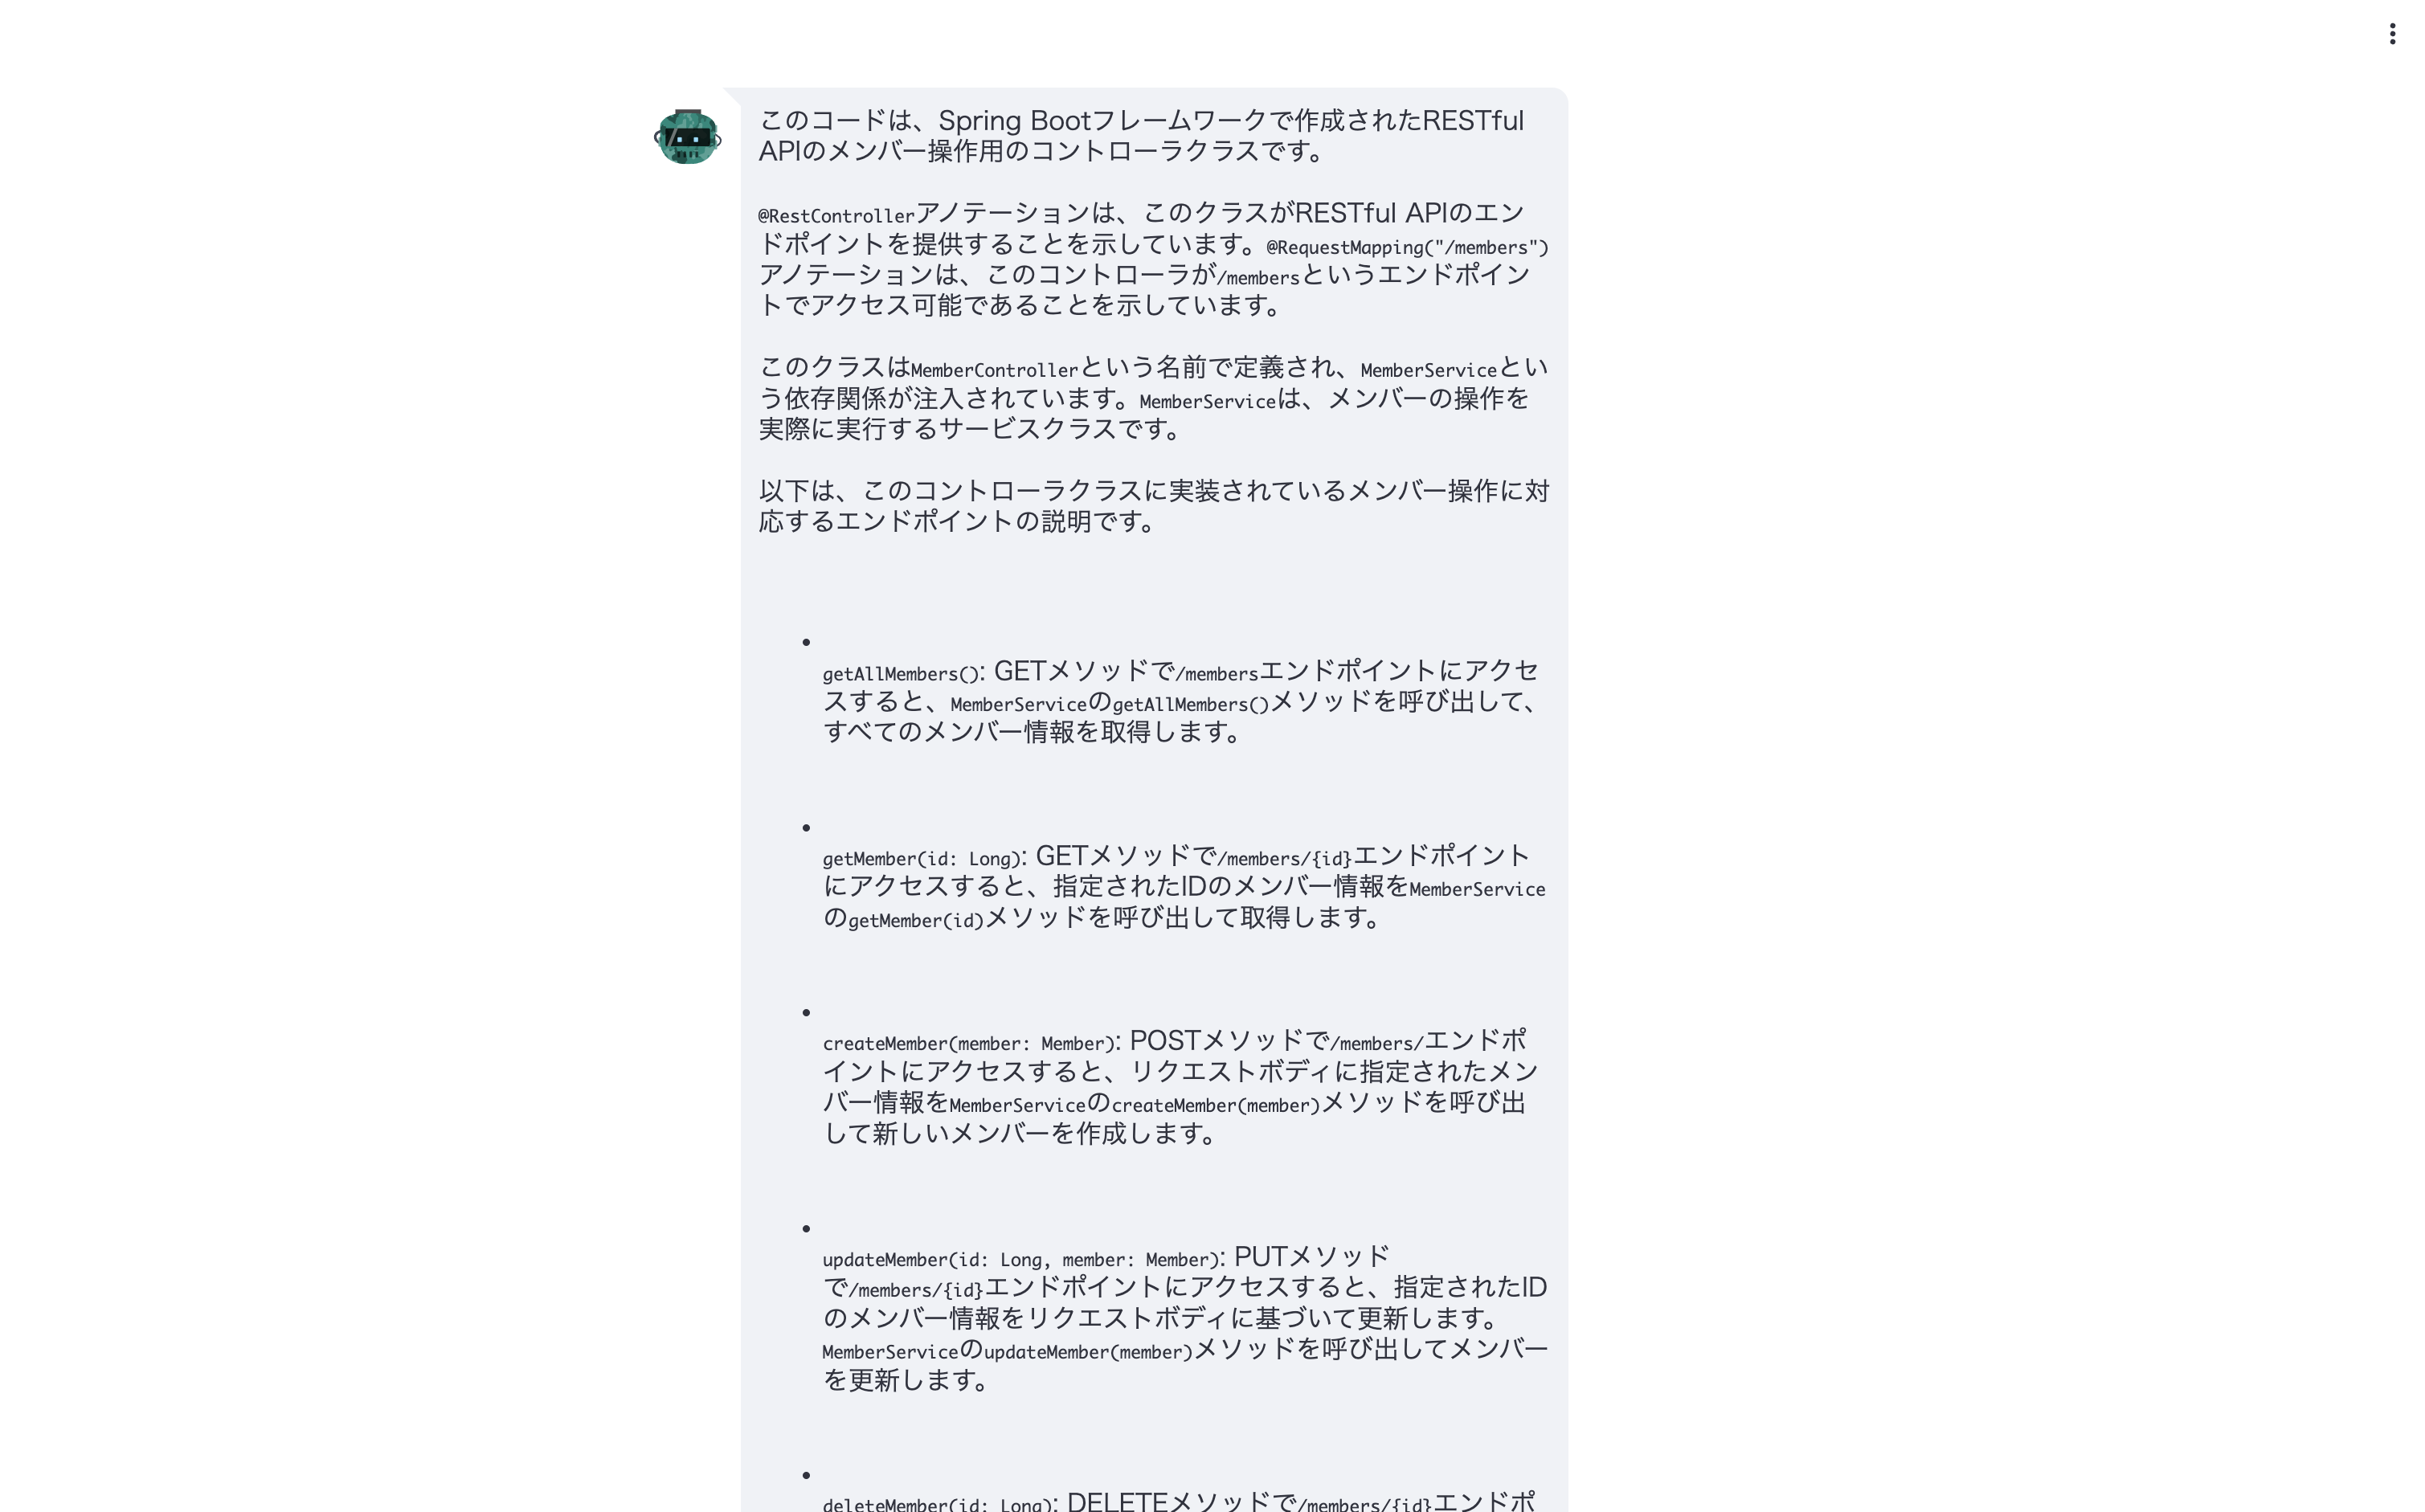 このコードは、Spring Bootフレームワークで作成されたRESTful
APIのメンバー操作用のコントローラクラスです。
@RestControllerアノテーションは、このクラスがRESTful APIのエン
ドポイントを提供することを示しています。@RequestMapping("/members")
アノテーションは、このコントローラが/membersというエンドポイン
トでアクセス可能であることを示しています。
このクラスはMemberControllerという名前で定義され、MemberServiceとい
う依存関係が注入されています。MemberServiceは、メンバーの操作を
実際に実行するサービスクラスです。
以下は、このコントローラクラスに実装されているメンバー操作に対
応するエンドポイントの説明です。
•
getAllMembers(): GETメソッドで/membersエンドポイントにアクセ
スすると、MemberServiceのgetAllMembers()メソッドを呼び出して、
すべてのメンバー情報を取得します。
•
getMember(id: Long): GETメソッドで/members/{id}エンドポイント
にアクセスすると、指定されたIDのメンバー情報をMemberService
のgetMember(id)メソッドを呼び出して取得します。
•
createMember(member: Member): POSTメソッドで/members/エンドポ
イントにアクセスすると、リクエストボディに指定されたメン
バー情報をMemberServiceのcreateMember(member)メソッドを呼び出
して新しいメンバーを作成します。
•
updateMember(id: Long, member: Member): PUTメソッド
で/members/{id}エンドポイントにアクセスすると、指定されたID
のメンバー情報をリクエストボディに基づいて更新します。
MemberServiceのupdateMember(member)メソッドを呼び出してメンバー
を更新します。
•
deleteMember(id: Long): DELETEメソッドで/members/{id}エンドポ